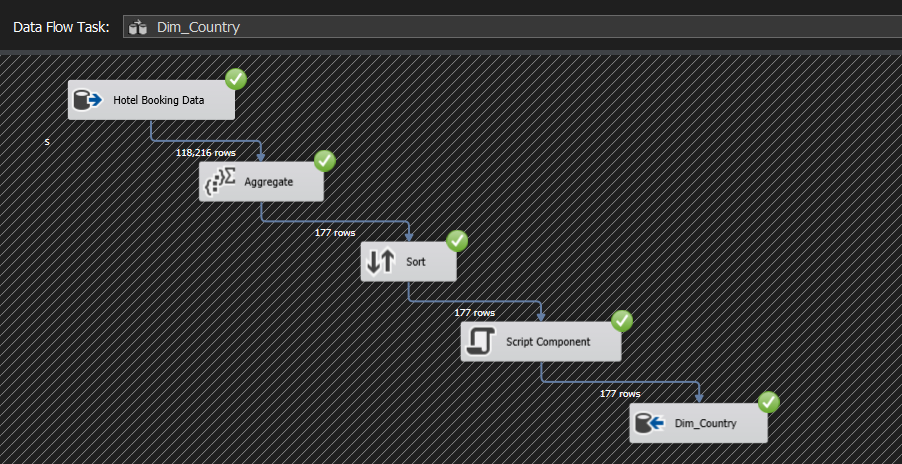 Data Flow Task: Dim_Country
Hotel Booking Data
s
118,216 rows
Aggregate
177 rows
Sort
177 rows
Script Component
177 rows
Dim_Country